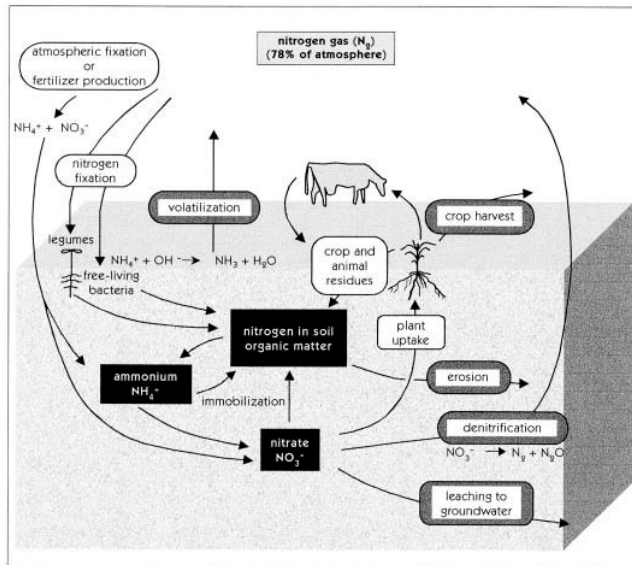 nitrogen gas (N₂)
(78% of atmosphere)
atmospheric fixation
or
fertilizer production
NH₄⁺ + NO₃⁻
nitrogen
fixation
volatilization
crop harvest
legumes
NH₄⁺ + OH⁻→ NH₃ + H₂O
free-living
bacteria
crop and
animal
residues
nitrogen in soil
organic matter
plant
uptake
ammonium
NH₄⁺
immobilization
erosion
nitrate
NO₃⁻
denitrification
NO₃⁻ → N₂ + N₂O
leaching to
groundwater